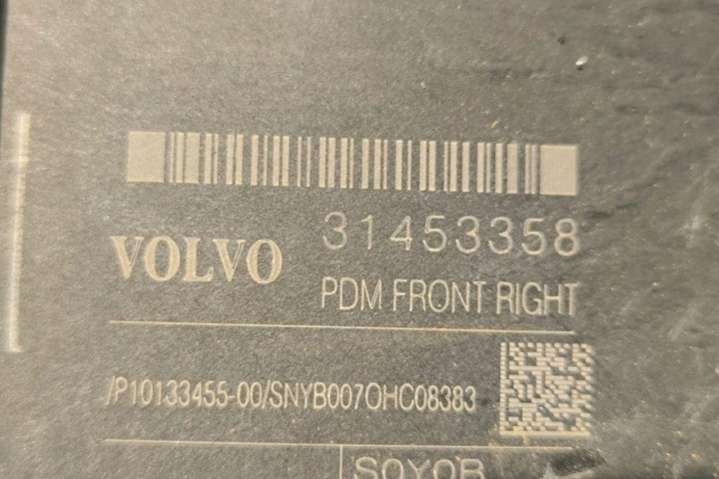 31453358
VOLVO
PDM FRONT RIGHT
/P10133455-00/SNYB007OHC08383